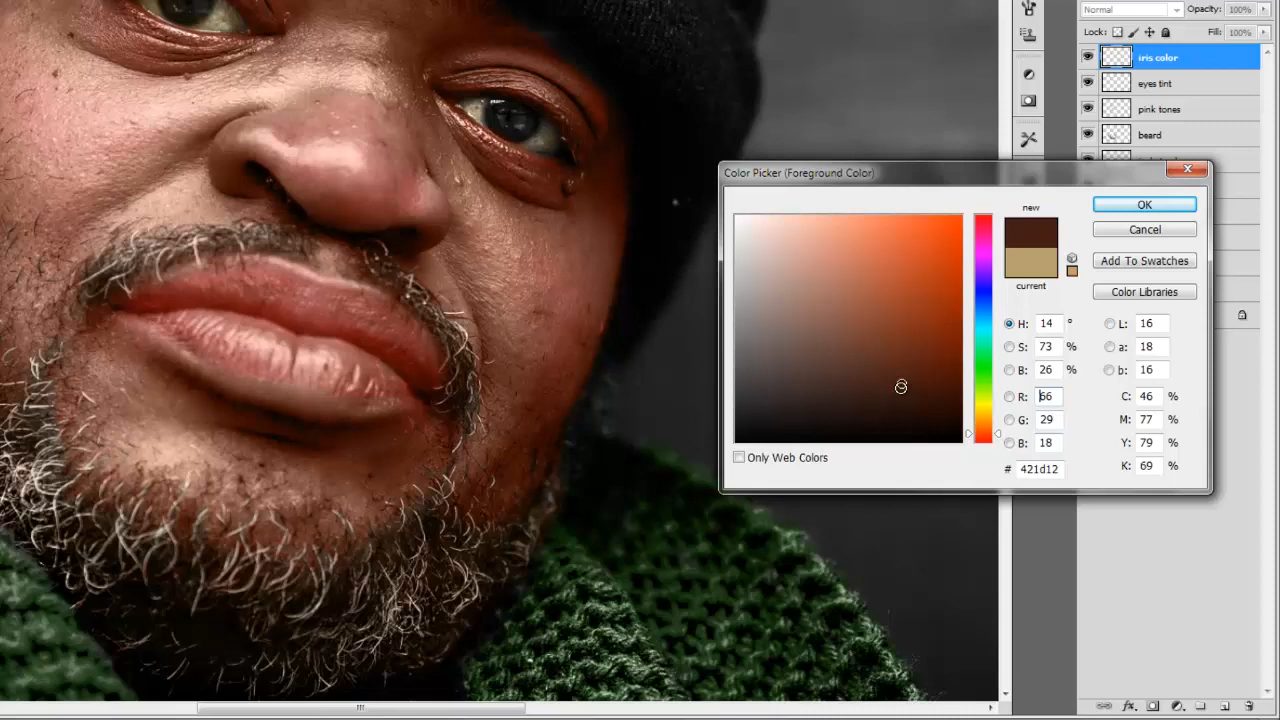 Normal Opacity: 100%
Lock: Fill: 100%
iris color
eyes tint
pink tones
beard
Color Picker (Foreground Color)
new
current
OK
Cancel
Add To Swatches
Color Libraries
H: 14 °
S: 73 %
B: 26 %
R: 66
G: 29
B: 18
# 421d12
L: 16
a: 18
b: 16
C: 46 %
M: 77 %
Y: 79 %
K: 69 %
Only Web Colors
fx